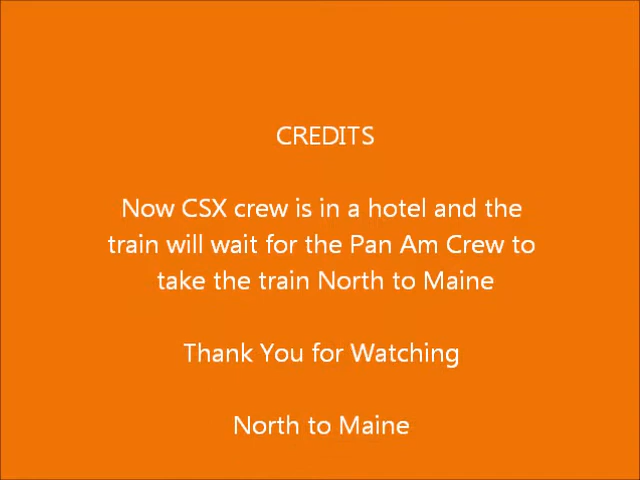 CREDITS
Now CSX crew is in a hotel and the
train will wait for the Pan Am Crew to
take the train North to Maine
Thank You for Watching
North to Maine